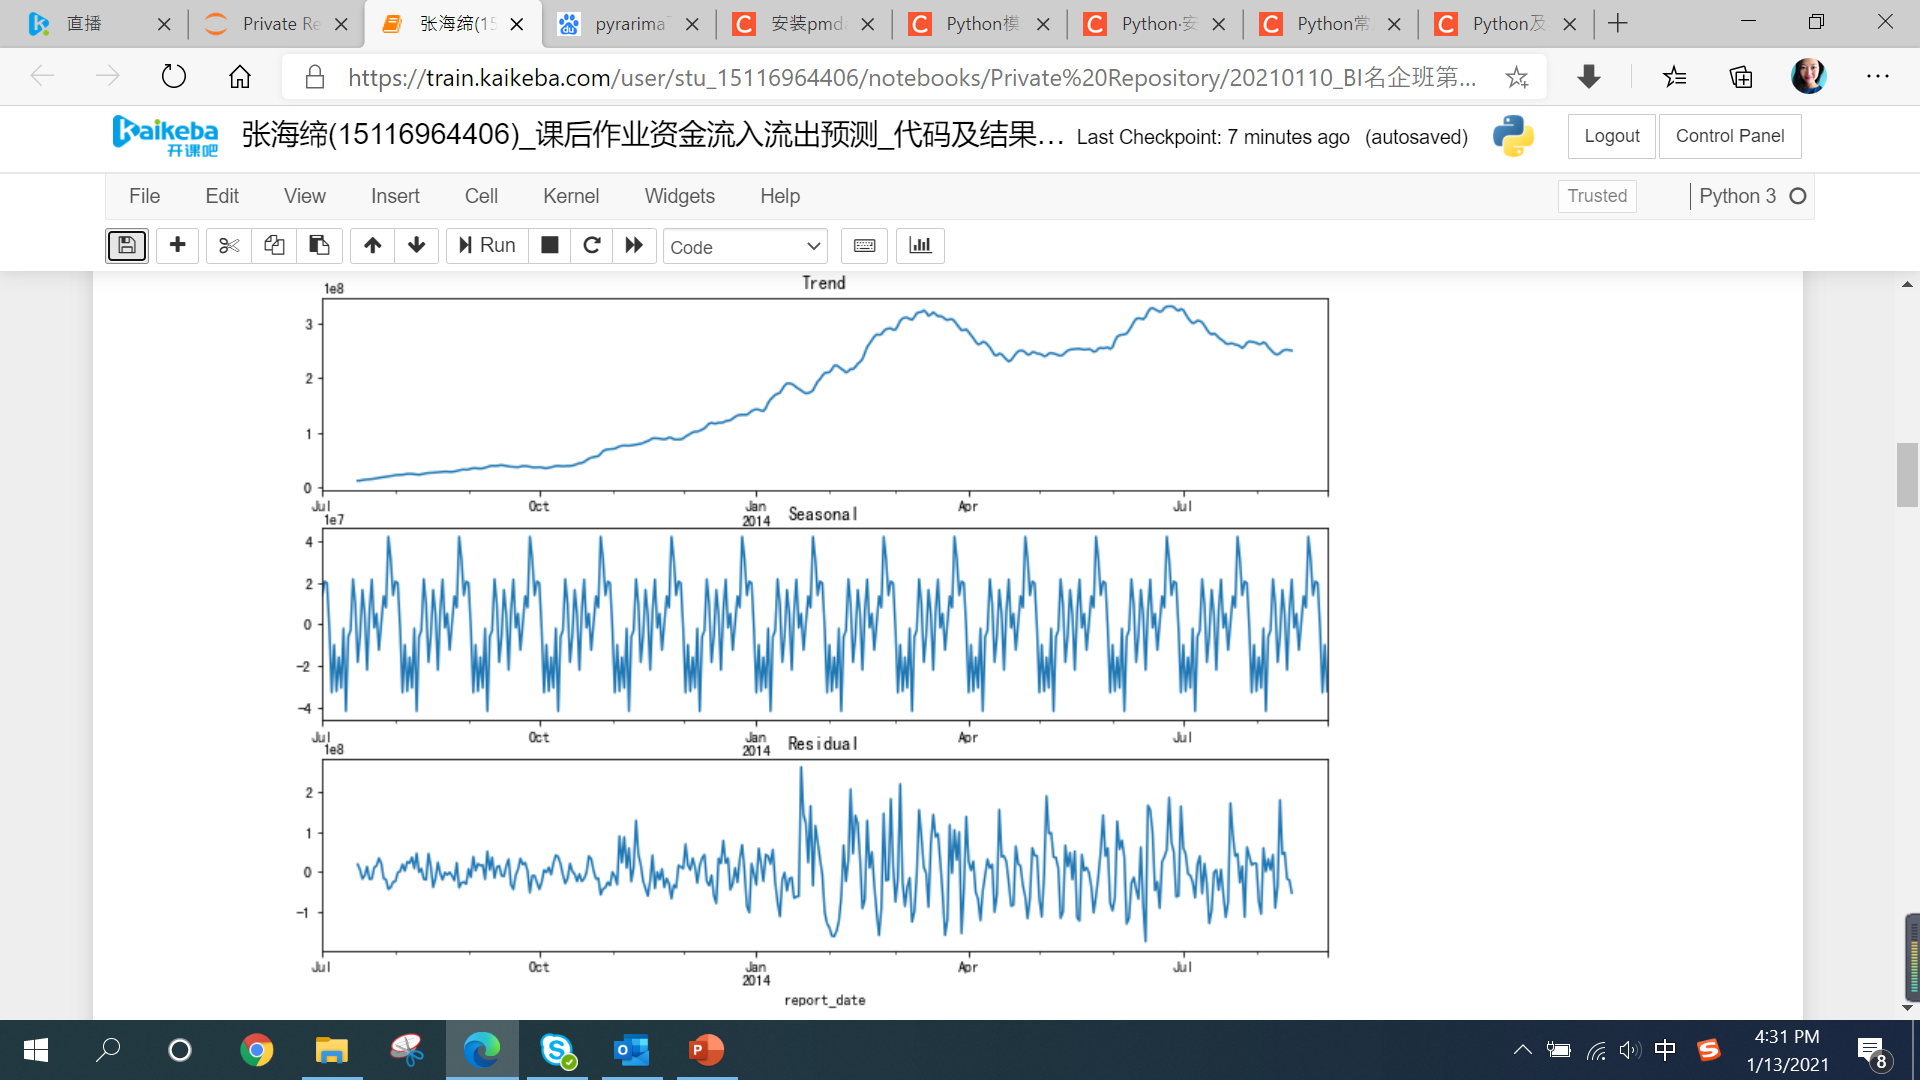 直播
Private Re
张海缔(15
pyrarima
安装pmd
Python模
Python·安
Python常
Python及
https://train.kaikeba.com/user/stu_15116964406/notebooks/Private%20Repository/20210110_BI名企班第...
Kaikeba
开课吧
张海缔(15116964406)_课后作业资金流入流出预测_代码及结果... Last Checkpoint: 7 minutes ago (autosaved)
Logout
Control Panel
File Edit View Insert Cell Kernel Widgets Help
Trusted
Python 3
Run
Code
Trend
1e8
3
2
1
0
Jul Oct Jan Apr Jul
2014
Seasonal
1e7
4
2
0
-2
-4
Jul Oct Jan Apr Jul
2014
Residual
1e8
2
1
0
-1
Jul Oct Jan Apr Jul
2014
report_date
中
4:31 PM
1/13/2021
8